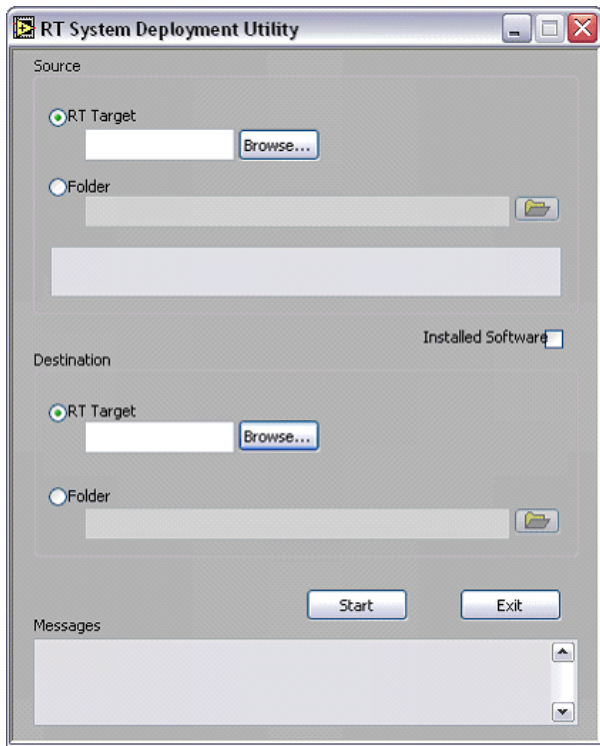 RT System Deployment Utility
Source
RT Target
Browse...
Folder
Installed Software
Destination
RT Target
Browse...
Folder
Start Exit
Messages